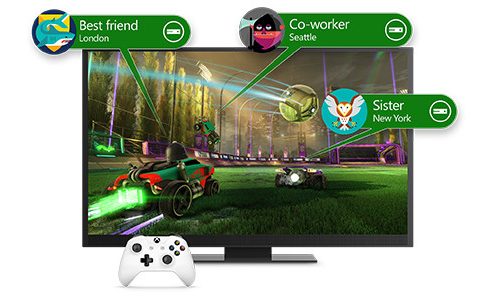 Best friend
London
Co-worker
Seattle
Sister
New York